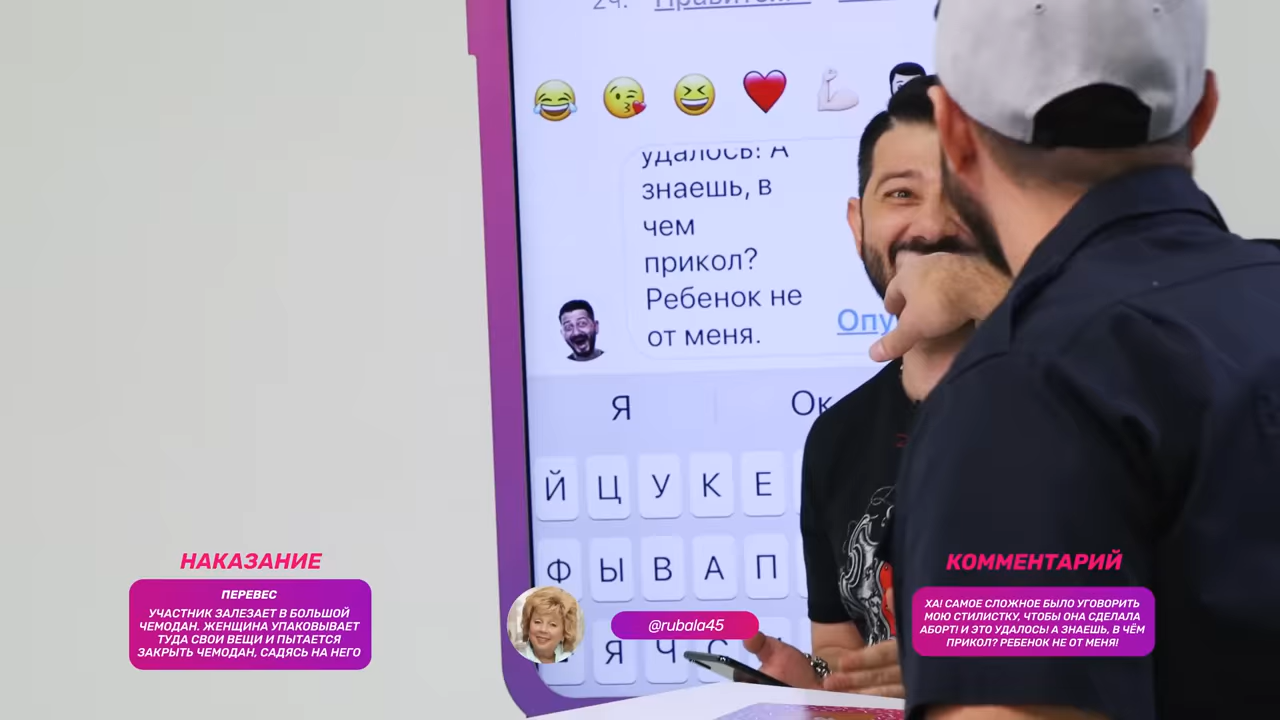 2ч.
удалось! А
знаешь, в
чем
прикол?
Ребенок не
от меня.
Я
Й Ц У К Е
Ф Ы В А П
Я Ч С
НАКАЗАНИЕ
ПЕРЕВЕС
УЧАСТНИК ЗАЛЕЗАЕТ В БОЛЬШОЙ
ЧЕМОДАН. ЖЕНЩИНА УПАКОВЫВАЕТ
ТУДА СВОИ ВЕЩИ И ПЫТАЕТСЯ
ЗАКРЫТЬ ЧЕМОДАН, САДЯСЬ НА НЕГО
@rubala45
КОММЕНТАРИЙ
ХА! САМОЕ СЛОЖНОЕ БЫЛО УГОВОРИТЬ
МОЮ СТИЛИСТКУ, ЧТОБЫ ОНА СДЕЛАЛА
АБОРТ! И ЭТО УДАЛОСЬ! А ЗНАЕШЬ, В ЧЁМ
ПРИКОЛ? РЕБЕНОК НЕ ОТ МЕНЯ!